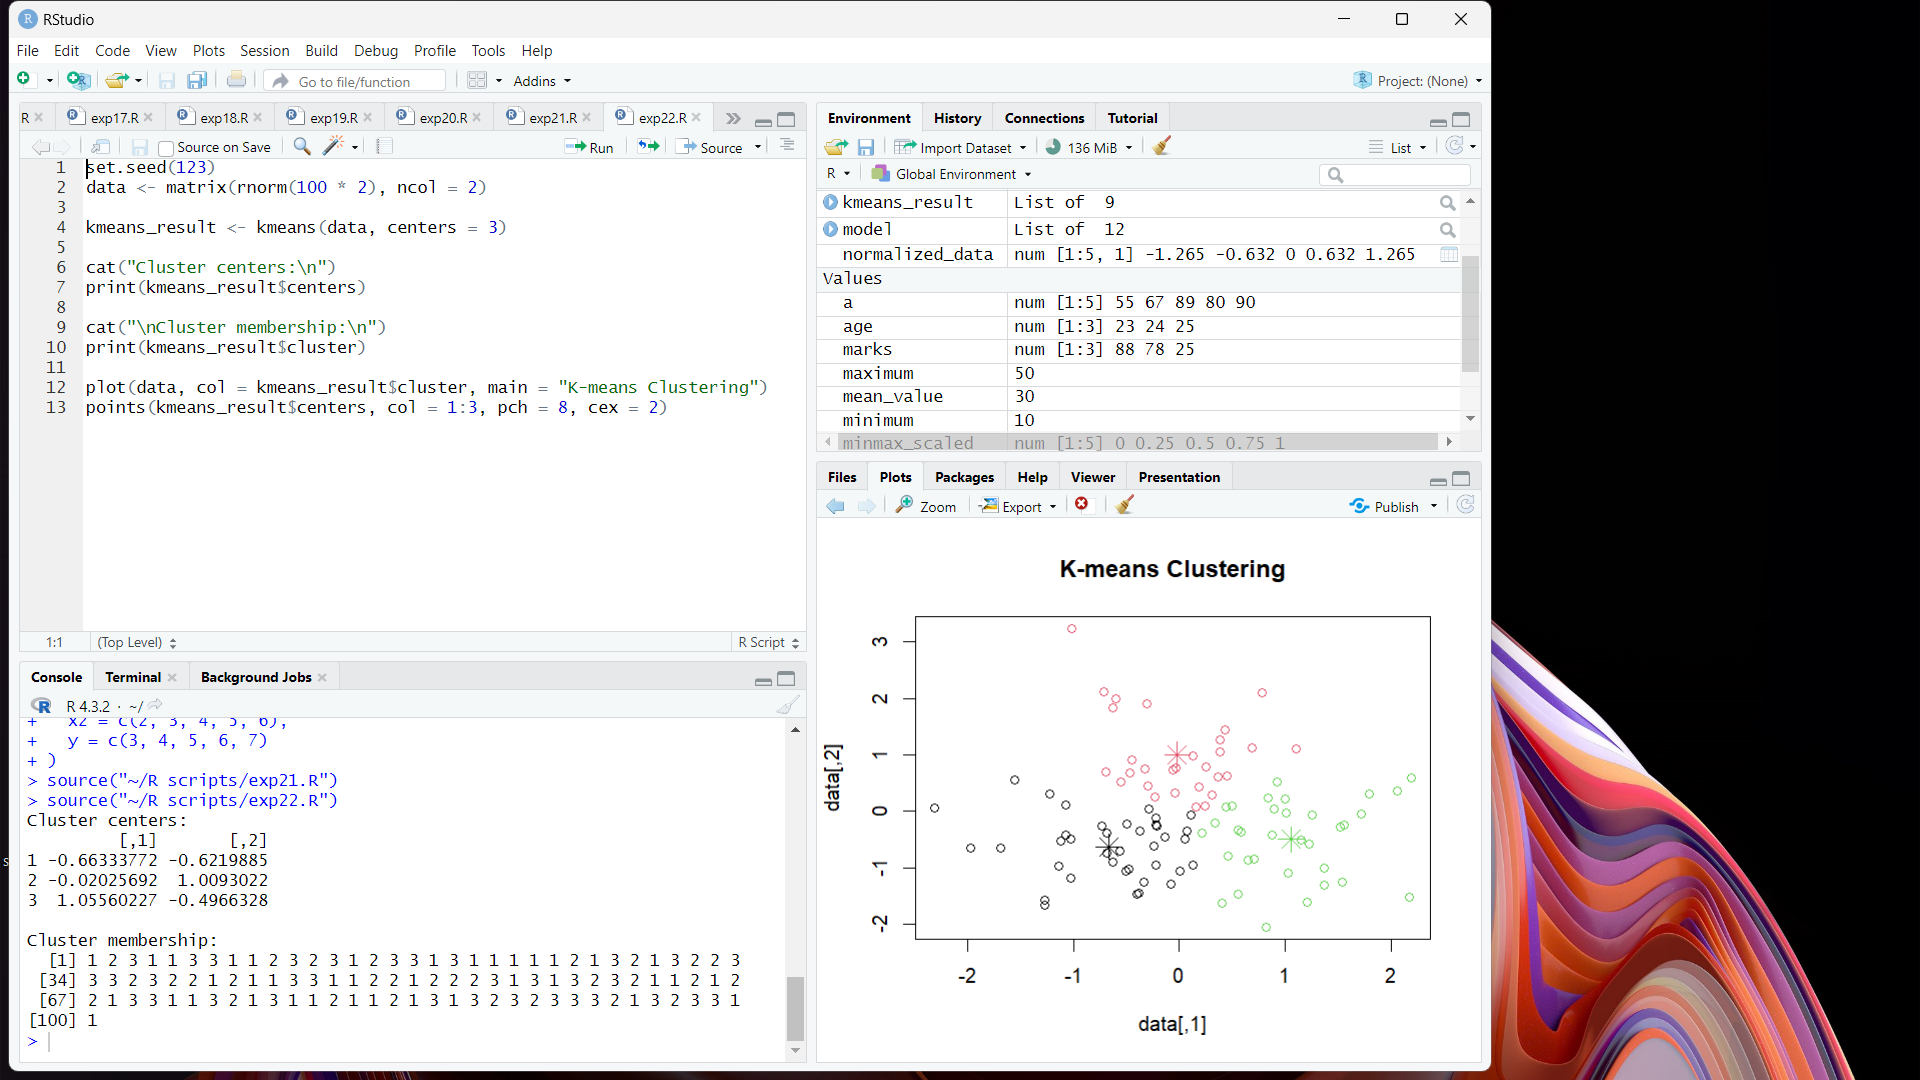 RStudio
File Edit Code View Plots Session Build Debug Profile Tools Help
Go to file/function Addins Project: (None)
R exp17.R exp18.R exp19.R exp20.R exp21.R exp22.R
Source on Save Run Source
1 set.seed(123)
2 data <- matrix(rnorm(100 * 2), ncol = 2)
3
4 kmeans_result <- kmeans(data, centers = 3)
5
6 cat("Cluster centers:\n")
7 print(kmeans_result$centers)
8
9 cat("\nCluster membership:\n")
10 print(kmeans_result$cluster)
11
12 plot(data, col = kmeans_result$cluster, main = "K-means Clustering")
13 points(kmeans_result$centers, col = 1:3, pch = 8, cex = 2)
1:1 (Top Level) R Script
Console Terminal Background Jobs
R 4.3.2 · ~/
+ x2 = c(2, 3, 4, 5, 6),
+ y = c(3, 4, 5, 6, 7)
+ )
> source("~/R scripts/exp21.R")
> source("~/R scripts/exp22.R")
Cluster centers:
[,1] [,2]
1 -0.66333772 -0.6219885
2 -0.02025692 1.0093022
3 1.05560227 -0.4966328
Cluster membership:
[1] 1 2 3 1 1 3 3 1 1 2 3 2 3 1 2 3 3 1 3 1 1 1 1 1 2 1 3 2 1 3 2 2 3
[34] 3 3 2 3 2 2 1 2 1 1 3 3 1 1 2 2 1 2 2 2 3 1 3 1 3 2 3 2 1 1 2 1 2
[67] 2 1 3 3 1 1 3 2 1 3 1 1 2 1 1 2 1 3 1 3 2 3 2 3 3 3 2 1 3 2 3 3 1
[100] 1
>
Environment History Connections Tutorial
Import Dataset 136 MiB List
R Global Environment
kmeans_result List of 9
model List of 12
normalized_data num [1:5, 1] -1.265 -0.632 0 0.632 1.265
Values
a num [1:5] 55 67 89 80 90
age num [1:3] 23 24 25
marks num [1:3] 88 78 25
maximum 50
mean_value 30
minimum 10
minmax_scaled num [1:5] 0 0.25 0.5 0.75 1
Files Plots Packages Help Viewer Presentation
Zoom Export Publish
K-means Clustering
3
2
1
0
-1
-2
data[,2]
-2 -1 0 1 2
data[,1]
s